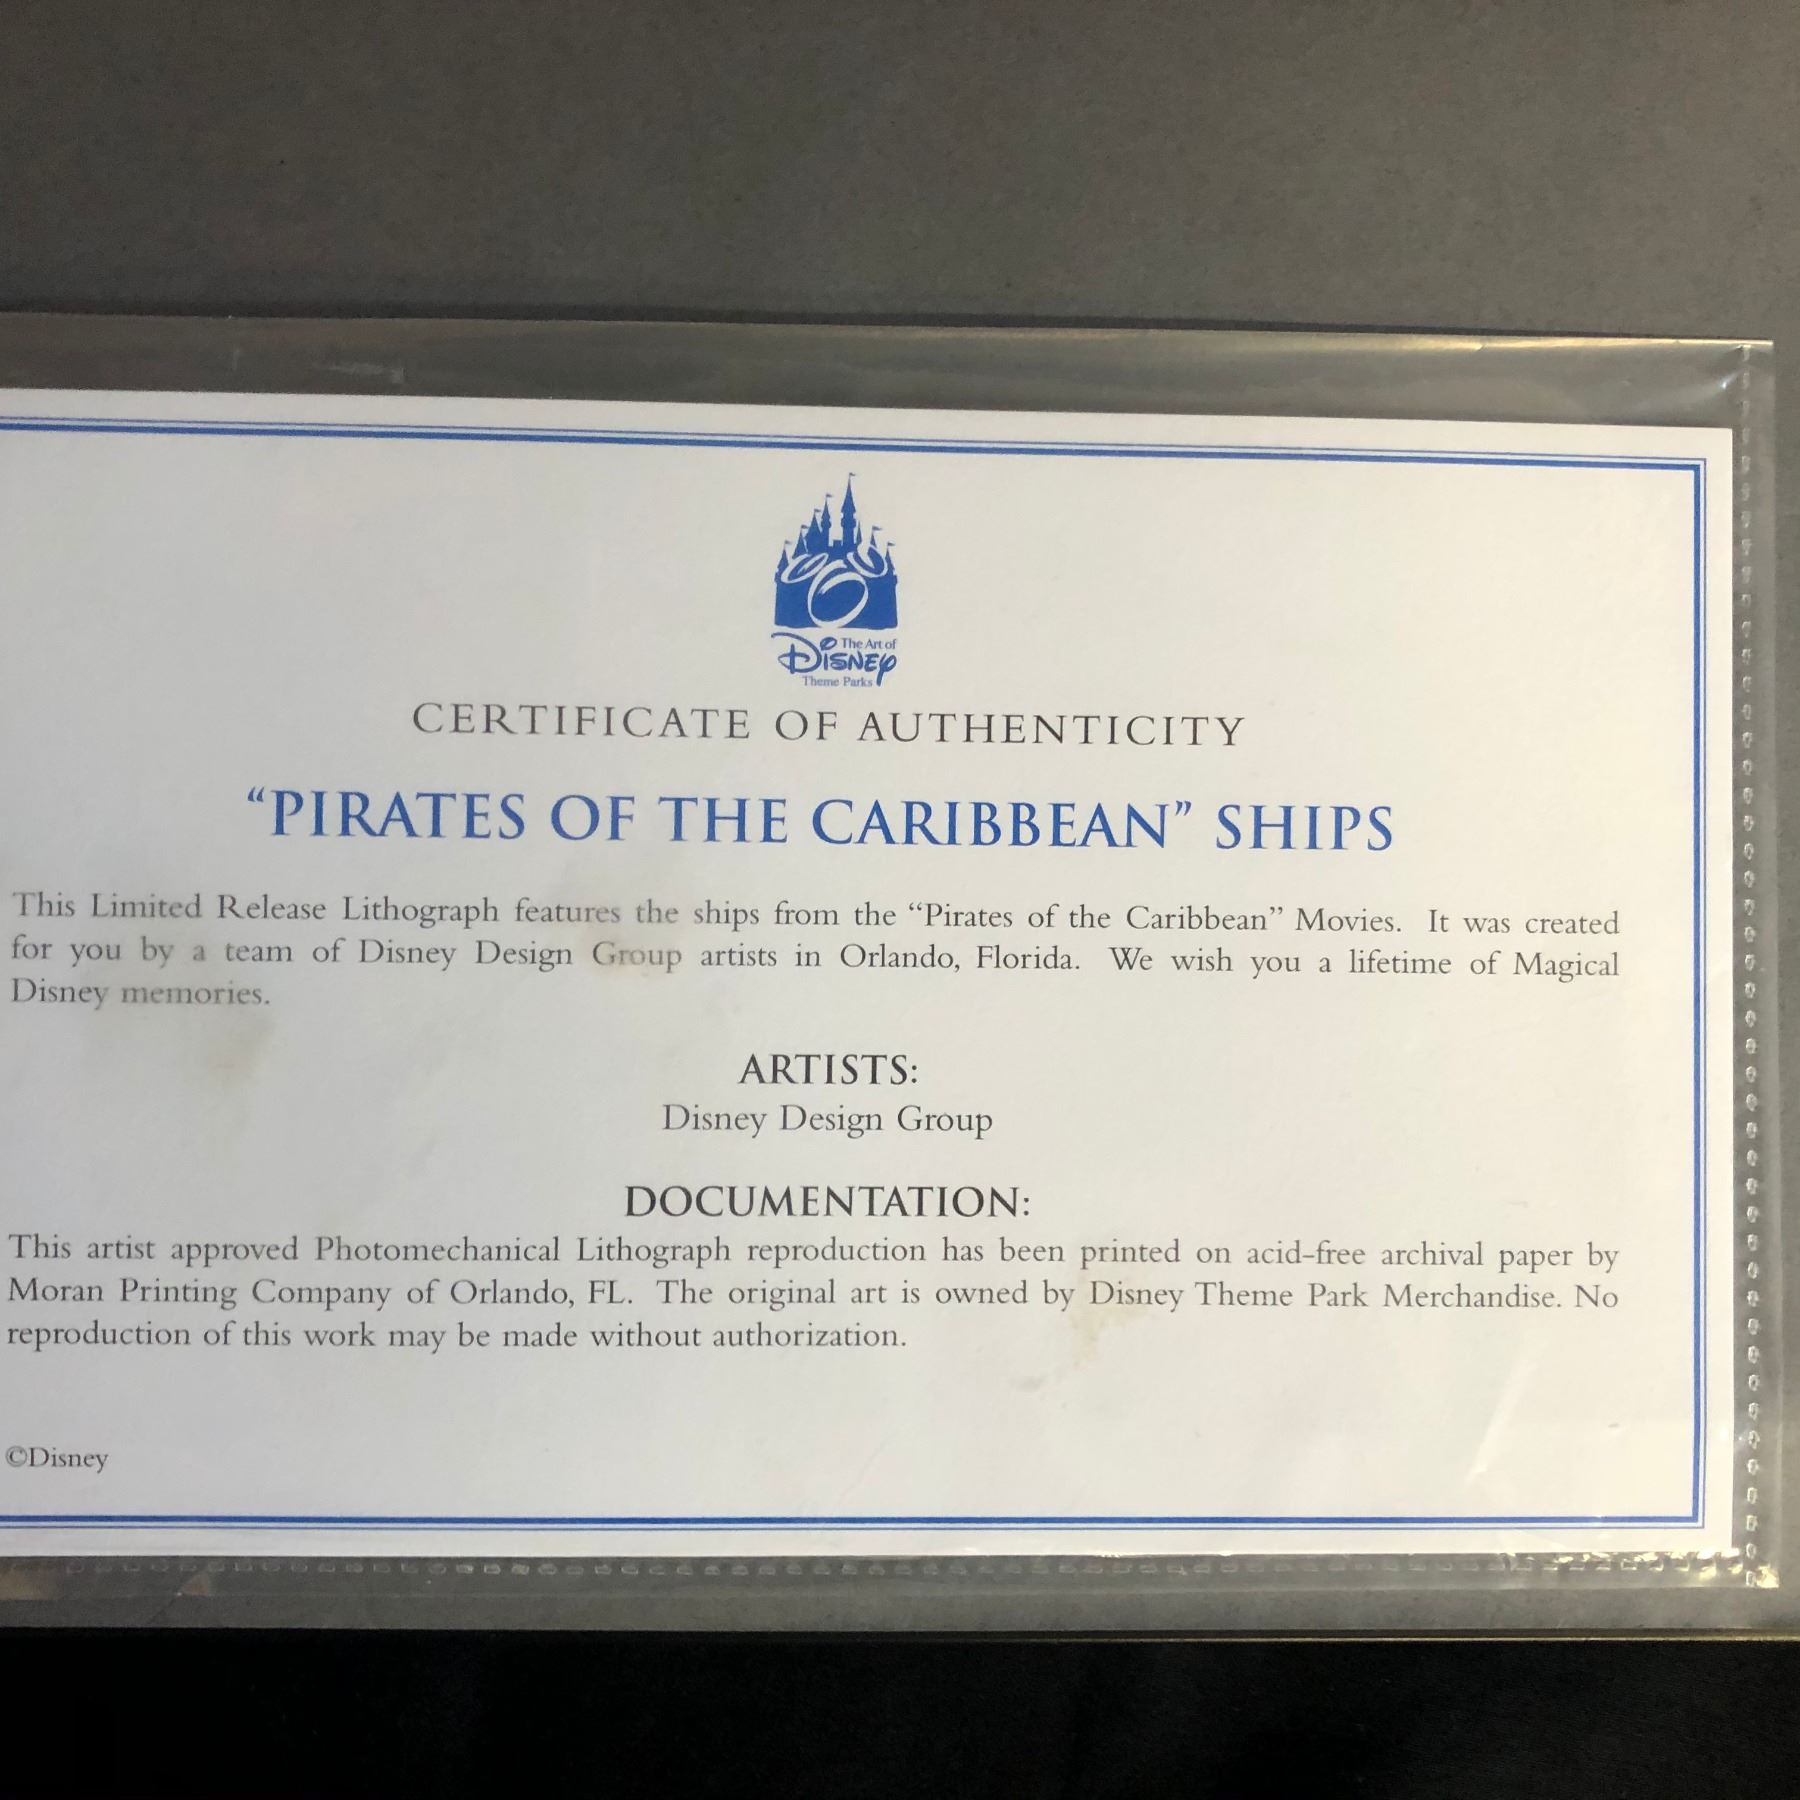 The Art of
Disney
Theme Parks
CERTIFICATE OF AUTHENTICITY
“PIRATES OF THE CARIBBEAN” SHIPS
This Limited Release Lithograph features the ships from the “Pirates of the Caribbean” Movies. It was created
for you by a team of Disney Design Group artists in Orlando, Florida. We wish you a lifetime of Magical
Disney memories.
ARTISTS:
Disney Design Group
DOCUMENTATION:
This artist approved Photomechanical Lithograph reproduction has been printed on acid-free archival paper by
Moran Printing Company of Orlando, FL. The original art is owned by Disney Theme Park Merchandise. No
reproduction of this work may be made without authorization.
©Disney